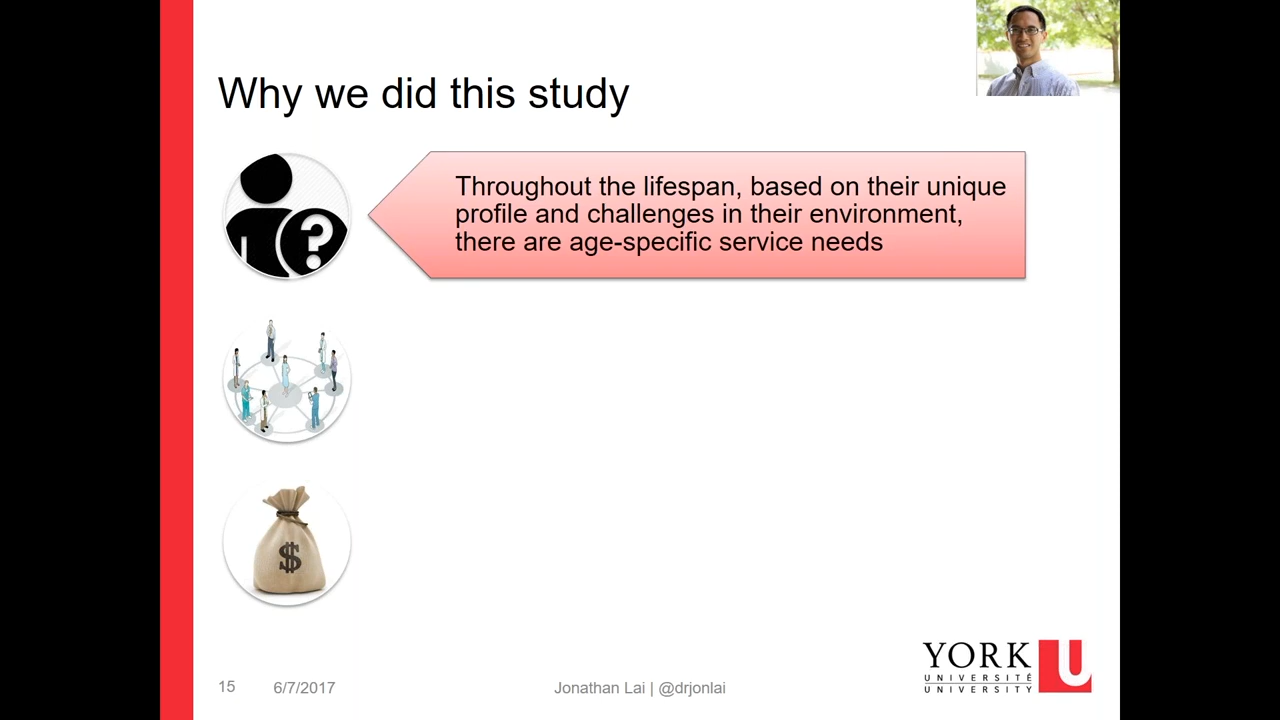 Why we did this study
?
Throughout the lifespan, based on their unique
profile and challenges in their environment,
there are age-specific service needs
$
15
6/7/2017
Jonathan Lai | @drjonlai
YORK U
UNIVERSITÉ
UNIVERSITY